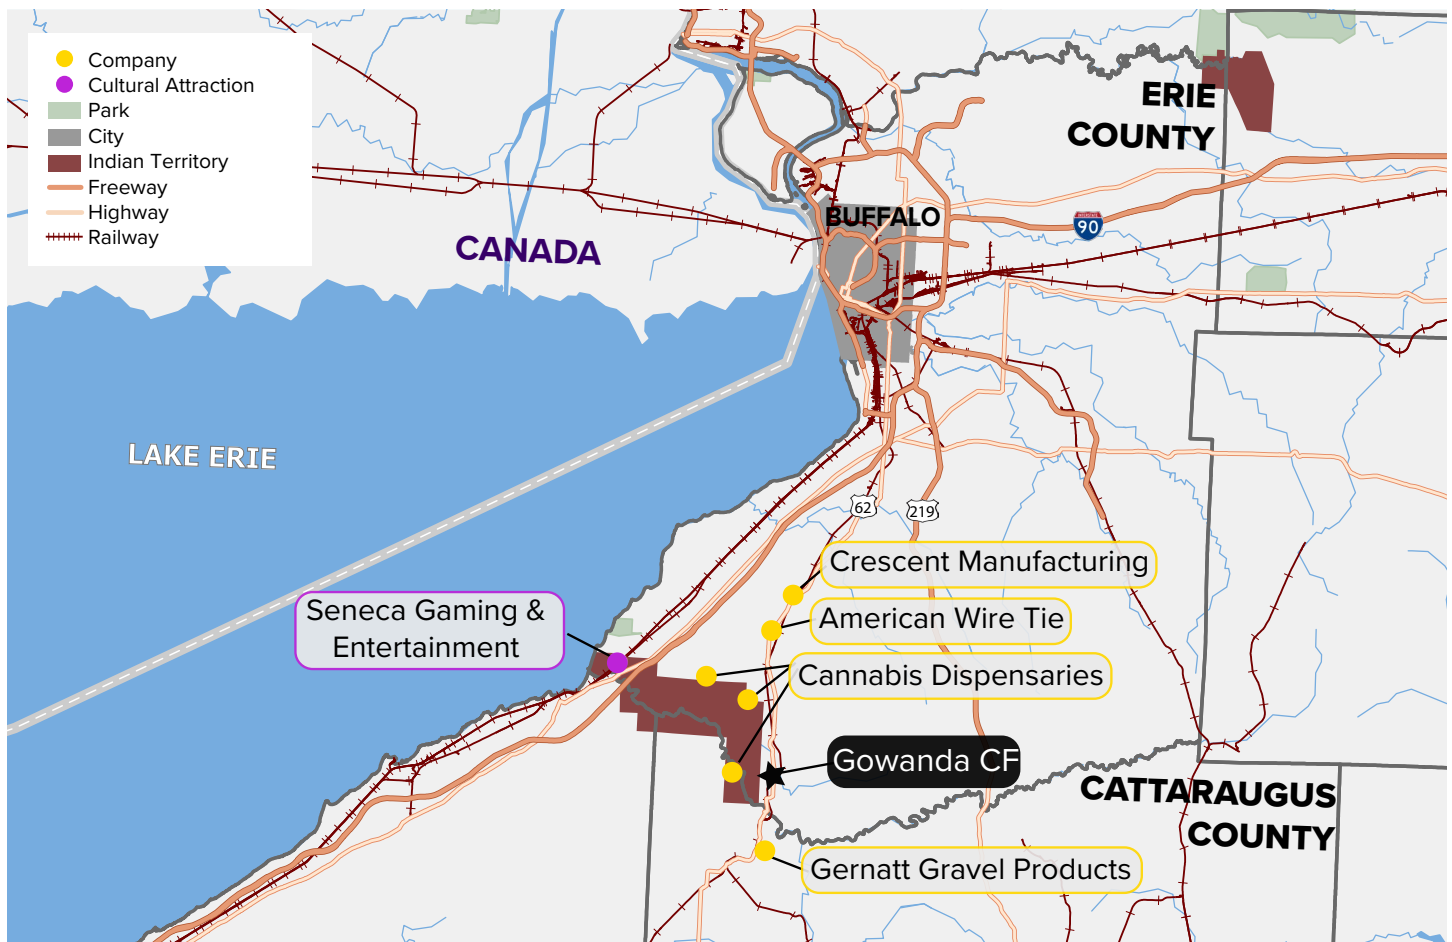 Company
Cultural Attraction
Park
City
Indian Territory
Freeway
Highway
Railway
ERIE
COUNTY
BUFFALO
90
CANADA
LAKE ERIE
62
219
Crescent Manufacturing
American Wire Tie
Seneca Gaming &
Entertainment
Cannabis Dispensaries
Gowanda CF
CATTARAUGUS
COUNTY
Gernatt Gravel Products